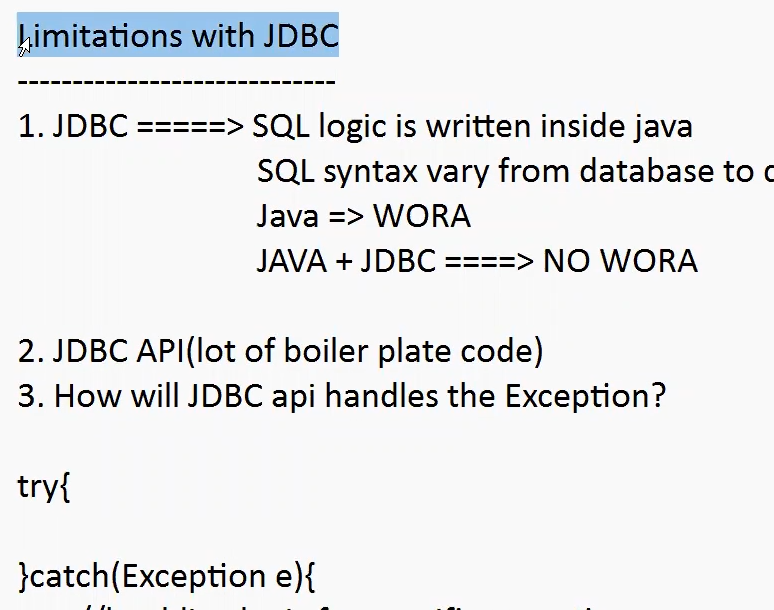 Limitations with JDBC
-----------------------------
1. JDBC =====> SQL logic is written inside java
SQL syntax vary from database to
Java => WORA
JAVA + JDBC ====> NO WORA
2. JDBC API(lot of boiler plate code)
3. How will JDBC api handles the Exception?
try{
}catch(Exception e){